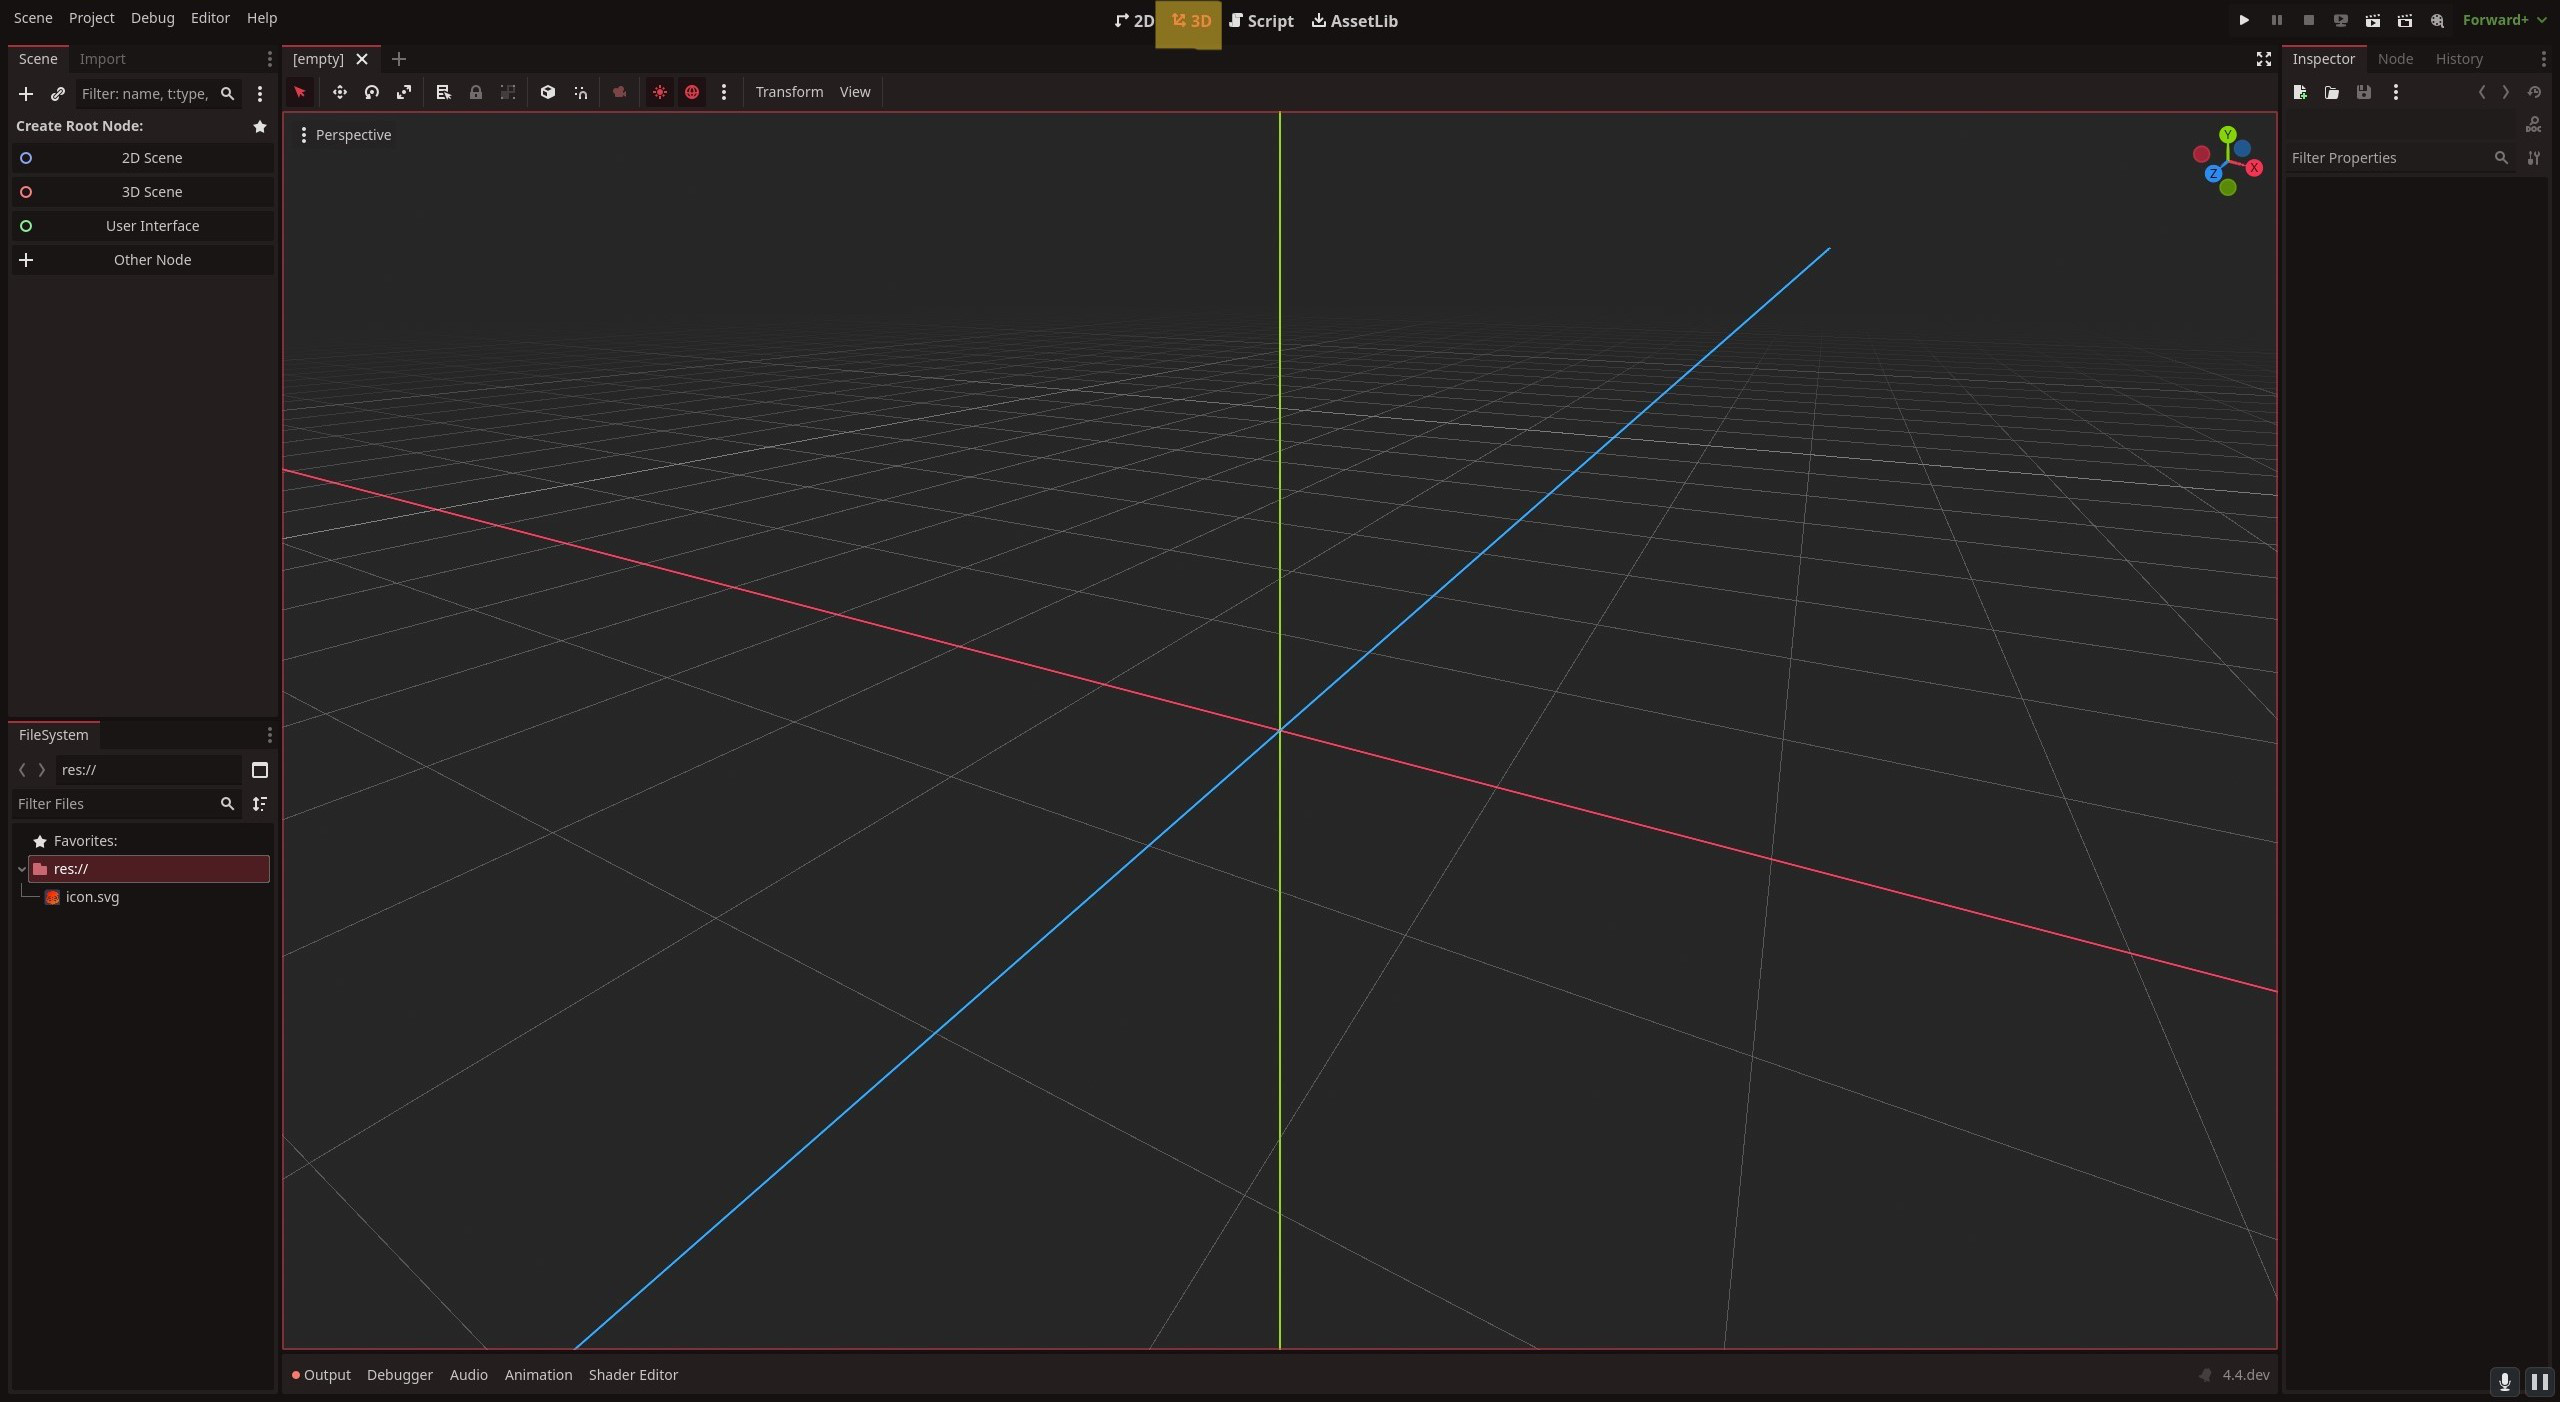 Scene Project Debug Editor Help
2D 3D Script AssetLib
Forward+
Scene Import
Filter: name, t:type,
Create Root Node:
2D Scene
3D Scene
User Interface
Other Node
FileSystem
res://
Filter Files
Favorites:
res://
icon.svg
[empty]
Transform View
Perspective
Y
X
Z
Output Debugger Audio Animation Shader Editor
4.4.dev
Inspector Node History
DOC
Filter Properties